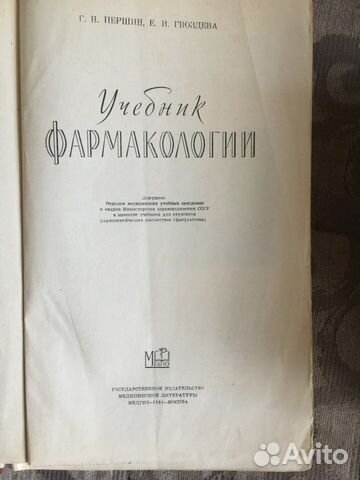 Г. Н. ПЕРШИН, Е. И. ГВОЗДЕВА
Учебник
ФАРМАКОЛОГИИ
Допущено
Отделом медицинских учебных заведений
и кадров Министерства здравоохранения СССР
в качестве учебника для студентов
фармацевтических институтов (факультетов)
МЕДГИЗ
ГОСУДАРСТВЕННОЕ ИЗДАТЕЛЬСТВО
МЕДИЦИНСКОЙ ЛИТЕРАТУРЫ
МЕДГИЗ—1961—МОСКВА
Avito